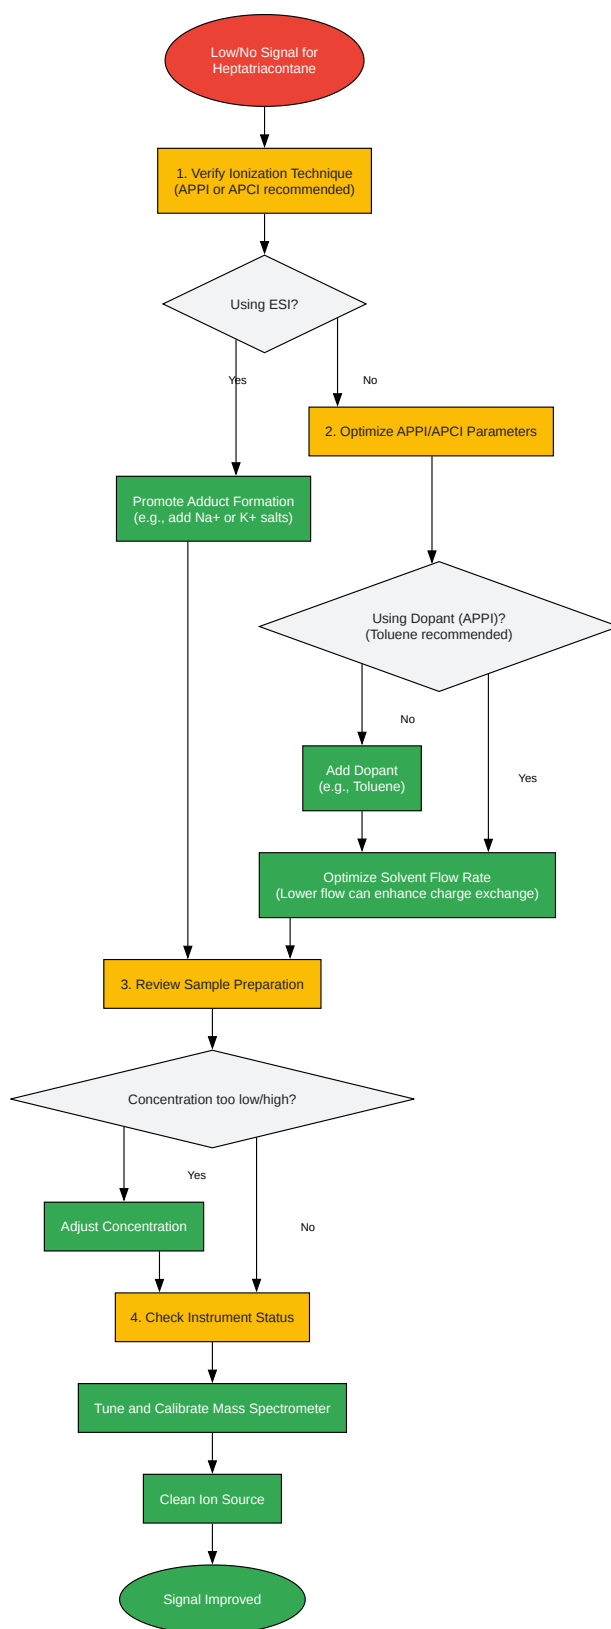 Low/No Signal for
Heptatriacontane
1. Verify Ionization Technique
(APPI or APCI recommended)
Using ESI?
Yes
No
2. Optimize APPI/APCI Parameters
Promote Adduct Formation
(e.g., add Na+ or K+ salts)
Using Dopant (APPI)?
(Toluene recommended)
No
Add Dopant
(e.g., Toluene)
Yes
Optimize Solvent Flow Rate
(Lower flow can enhance charge exchange)
3. Review Sample Preparation
Concentration too low/high?
Yes
Adjust Concentration
No
4. Check Instrument Status
Tune and Calibrate Mass Spectrometer
Clean Ion Source
Signal Improved